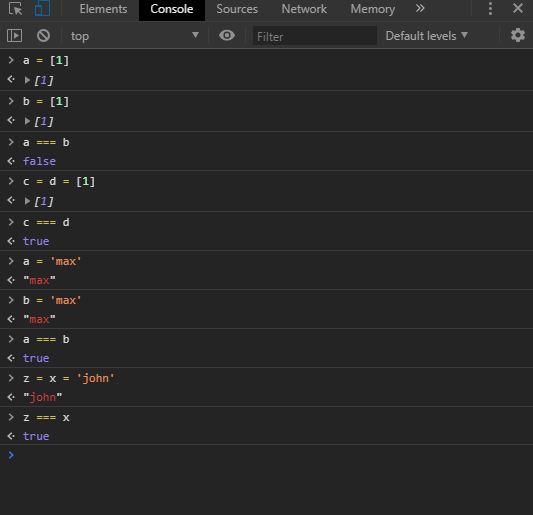 Elements Console Sources Network Memory »
top Filter Default levels
> a = [1]
[1]
> b = [1]
[1]
> a === b
false
> c = d = [1]
[1]
> c === d
true
> a = 'max'
"max"
> b = 'max'
"max"
> a === b
true
> z = x = 'john'
"john"
> z === x
true
>